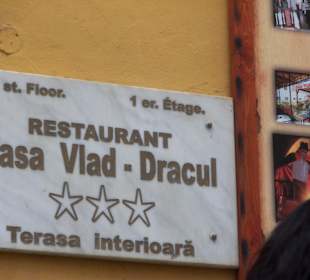 st. Floor.
1 er. Étage.
RESTAURANT
asa Vlad - Dracul
Terasa interioară